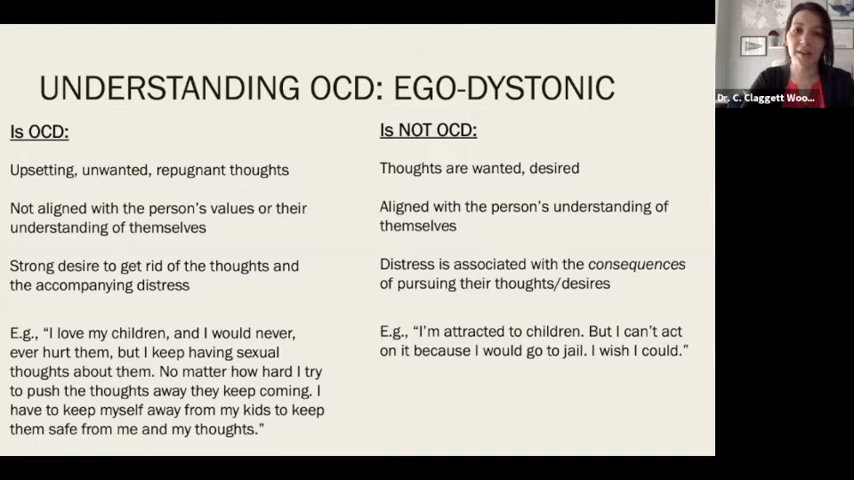 UNDERSTANDING OCD: EGO-DYSTONIC
Is OCD:
Upsetting, unwanted, repugnant thoughts
Not aligned with the person's values or their
understanding of themselves
Strong desire to get rid of the thoughts and
the accompanying distress
E.g., “I love my children, and I would never,
ever hurt them, but I keep having sexual
thoughts about them. No matter how hard I try
to push the thoughts away they keep coming. I
have to keep myself away from my kids to keep
them safe from me and my thoughts.”
Is NOT OCD:
Thoughts are wanted, desired
Aligned with the person's understanding of
themselves
Distress is associated with the consequences
of pursuing their thoughts/desires
E.g., “I'm attracted to children. But I can't act
on it because I would go to jail. I wish I could.”
Dr. C. Claggett Woo...